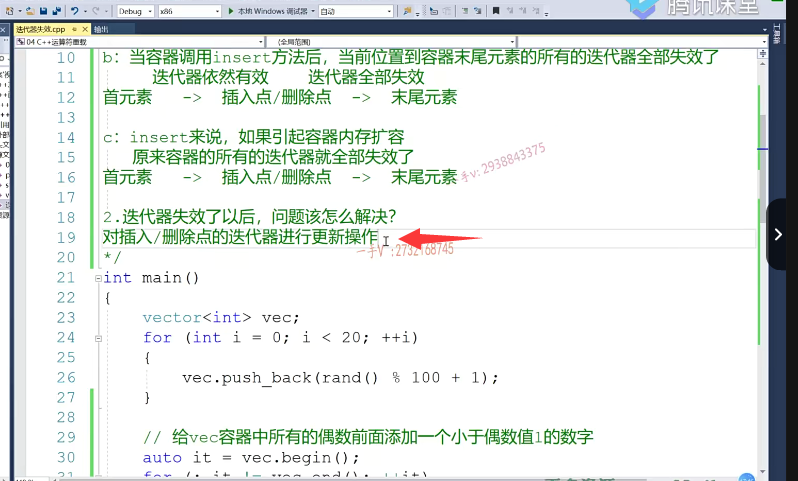 腾讯课堂
Debug
x86
本地 Windows 调试器
自动
迭代器失效.cpp
输出
04 C++运算符重载
(全局范围)
10 b: 当容器调用insert方法后，当前位置到容器末尾元素的所有的迭代器全部失效了
11 迭代器依然有效 迭代器全部失效
12 首元素 -> 插入点/删除点 -> 末尾元素
13
14 c: insert来说，如果引起容器内存扩容
15 原来容器的所有的迭代器就全部失效了
16 首元素 -> 插入点/删除点 -> 末尾元素
手v: 2938843375
17
18 2.迭代器失效了以后，问题该怎么解决?
19 对插入/删除点的迭代器进行更新操作
一手V :2732168745
20 */
21 int main()
22 {
23 vector<int> vec;
24 for (int i = 0; i < 20; ++i)
25 {
26 vec.push_back(rand() % 100 + 1);
27 }
28
29 // 给vec容器中所有的偶数前面添加一个小于偶数值1的数字
30 auto it = vec.begin();
31 for (; it != vec.end(); ++it)